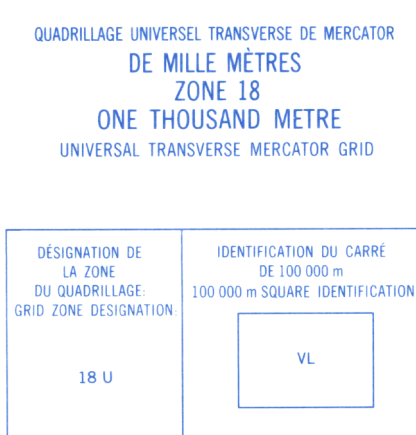 QUADRILLAGE UNIVERSEL TRANSVERSE DE MERCATOR
DE MILLE MÈTRES
ZONE 18
ONE THOUSAND METRE
UNIVERSAL TRANSVERSE MERCATOR GRID
DÉSIGNATION DE
LA ZONE
DU QUADRILLAGE:
GRID ZONE DESIGNATION:
18 U
IDENTIFICATION DU CARRÉ
DE 100 000 m
100 000 m SQUARE IDENTIFICATION
VL